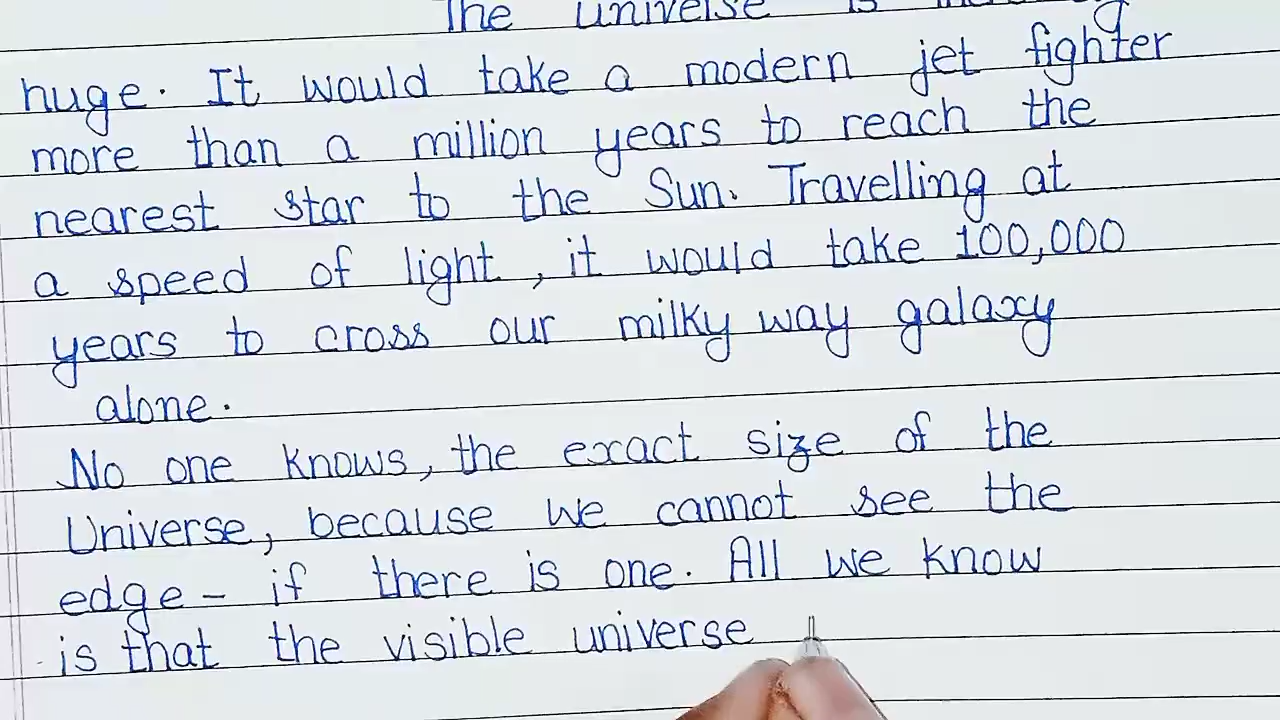 The universe is
huge. It would take a modern jet fighter
more than a million years to reach the
nearest star to the Sun. Travelling at
a speed of light, it would take 100,000
years to cross our milky way galaxy
alone.
No one knows, the exact size of the
Universe, because we cannot see the
edge - if there is one. All we know
is that the visible universe